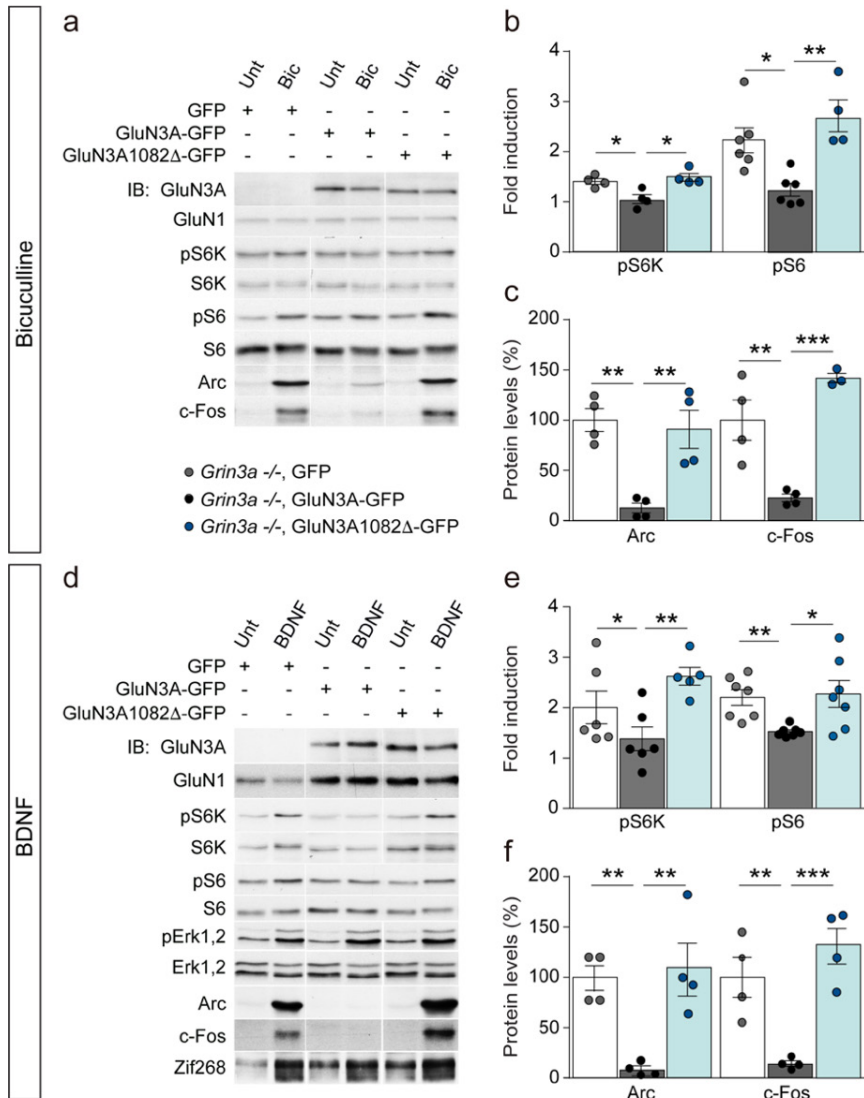 Bicuculline
a
Unt Bic Unt Bic Unt Bic
GFP + + - - - -
GluN3A-GFP - - + + - -
GluN3A1082Δ-GFP - - - - + +
IB: GluN3A
GluN1
pS6K
S6K
pS6
S6
Arc
c-Fos
Grin3a -/-, GFP
Grin3a -/-, GluN3A-GFP
Grin3a -/-, GluN3A1082Δ-GFP
b
Fold induction
4
3
2
1
0
* * * **
pS6K pS6
c
Protein levels (%)
200
150
100
50
0
** ** ** ***
Arc c-Fos
BDNF
d
Unt BDNF Unt BDNF Unt BDNF
GFP + + - - - -
GluN3A-GFP - - + + - -
GluN3A1082Δ-GFP - - - - + +
IB: GluN3A
GluN1
pS6K
S6K
pS6
S6
pErk1,2
Erk1,2
Arc
c-Fos
Zif268
e
Fold induction
4
3
2
1
0
* ** ** *
pS6K pS6
f
Protein levels (%)
200
150
100
50
0
** ** ** ***
Arc c-Fos